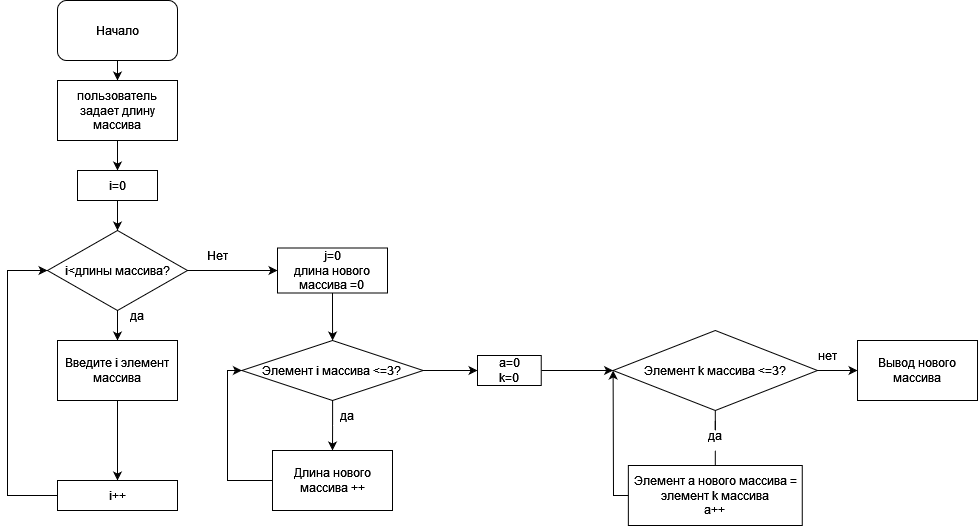 Начало
пользователь
задает длину
массива
i=0
i<длины массива?
Нет
да
Введите i элемент
массива
i++
j=0
длина нового
массива =0
Элемент i массива <=3?
да
Длина нового
массива ++
a=0
k=0
Элемент k массива <=3?
нет
да
Элемент a нового массива =
элемент k массива
a++
Вывод нового
массива